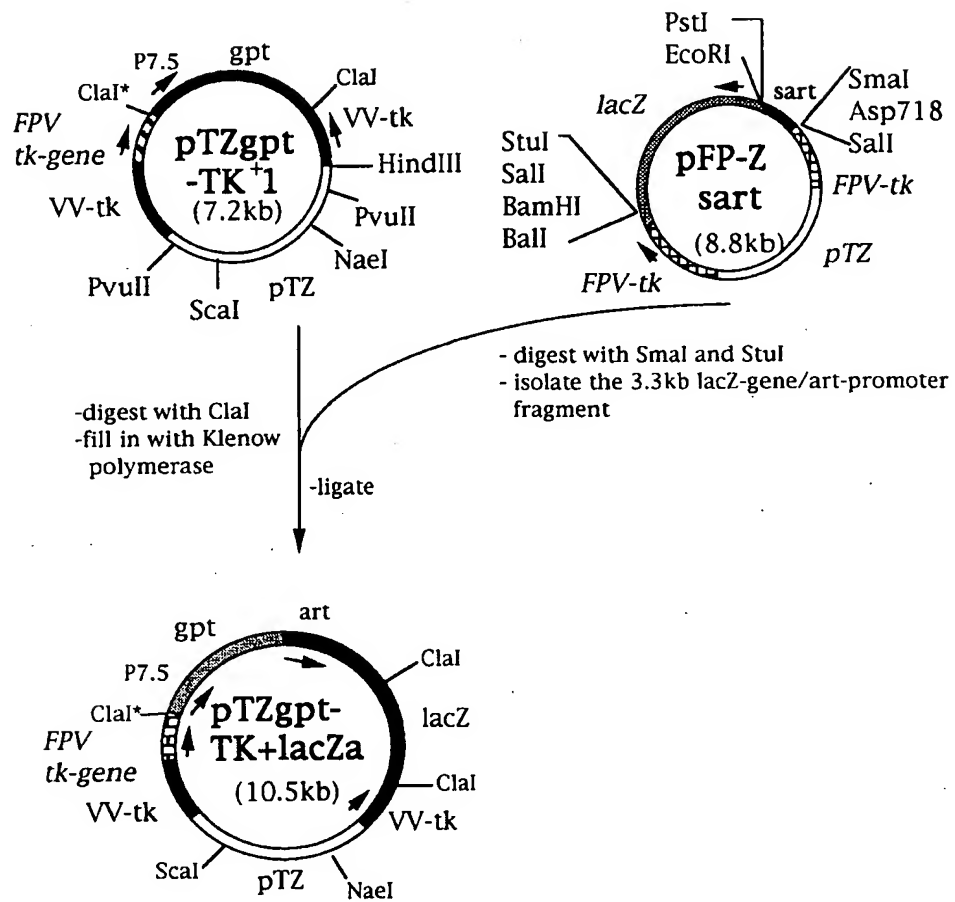 gpt
P7.5
ClaI*
ClaI
FPV
tk-gene
VV-tk
pTZgpt
-TK+1
(7.2kb)
HindIII
VV-tk
PvuII
NaeI
PvuII
ScaI
pTZ
PstI
EcoRI
sart
SmaI
Asp718
SalI
lacZ
StuI
SalI
BamHI
BalI
pFP-Z
sart
(8.8kb)
FPV-tk
pTZ
FPV-tk
- digest with SmaI and StuI
- isolate the 3.3kb lacZ-gene/art-promoter
fragment
-digest with ClaI
-fill in with Klenow
polymerase
-ligate
art
gpt
P7.5
ClaI
ClaI*
FPV
tk-gene
pTZgpt-
TK+lacZa
(10.5kb)
lacZ
ClaI
VV-tk
VV-tk
ScaI
pTZ
NaeI